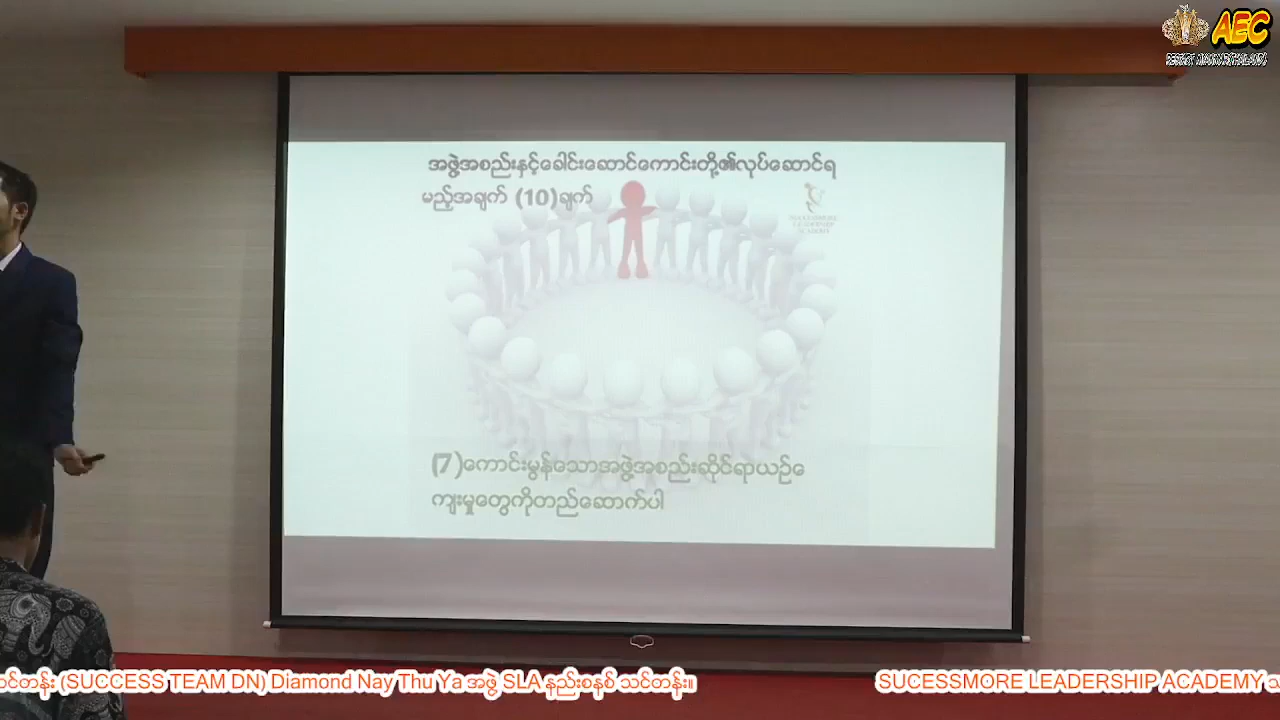 AEC
အဖွဲ့အစည်းနှင့်ခေါင်းဆောင်ကောင်းတို့၏လုပ်ဆောင်ရ
မည့်အချက် (10)ချက်
SUCCESSMORE
LEADERSHIP
ACADEMY
(7)ကောင်းမွန်သောအဖွဲ့အစည်းဆိုင်ရာယဉ်ေ
ကျးမှုတွေကိုတည်ဆောက်ပါ
သင်တန်း (SUCCESS TEAM DN) Diamond Nay Thu Ya အဖွဲ့ SLA နည်းစနစ် သင်တန်း။ SUCESSMORE LEADERSHIP ACADEMY